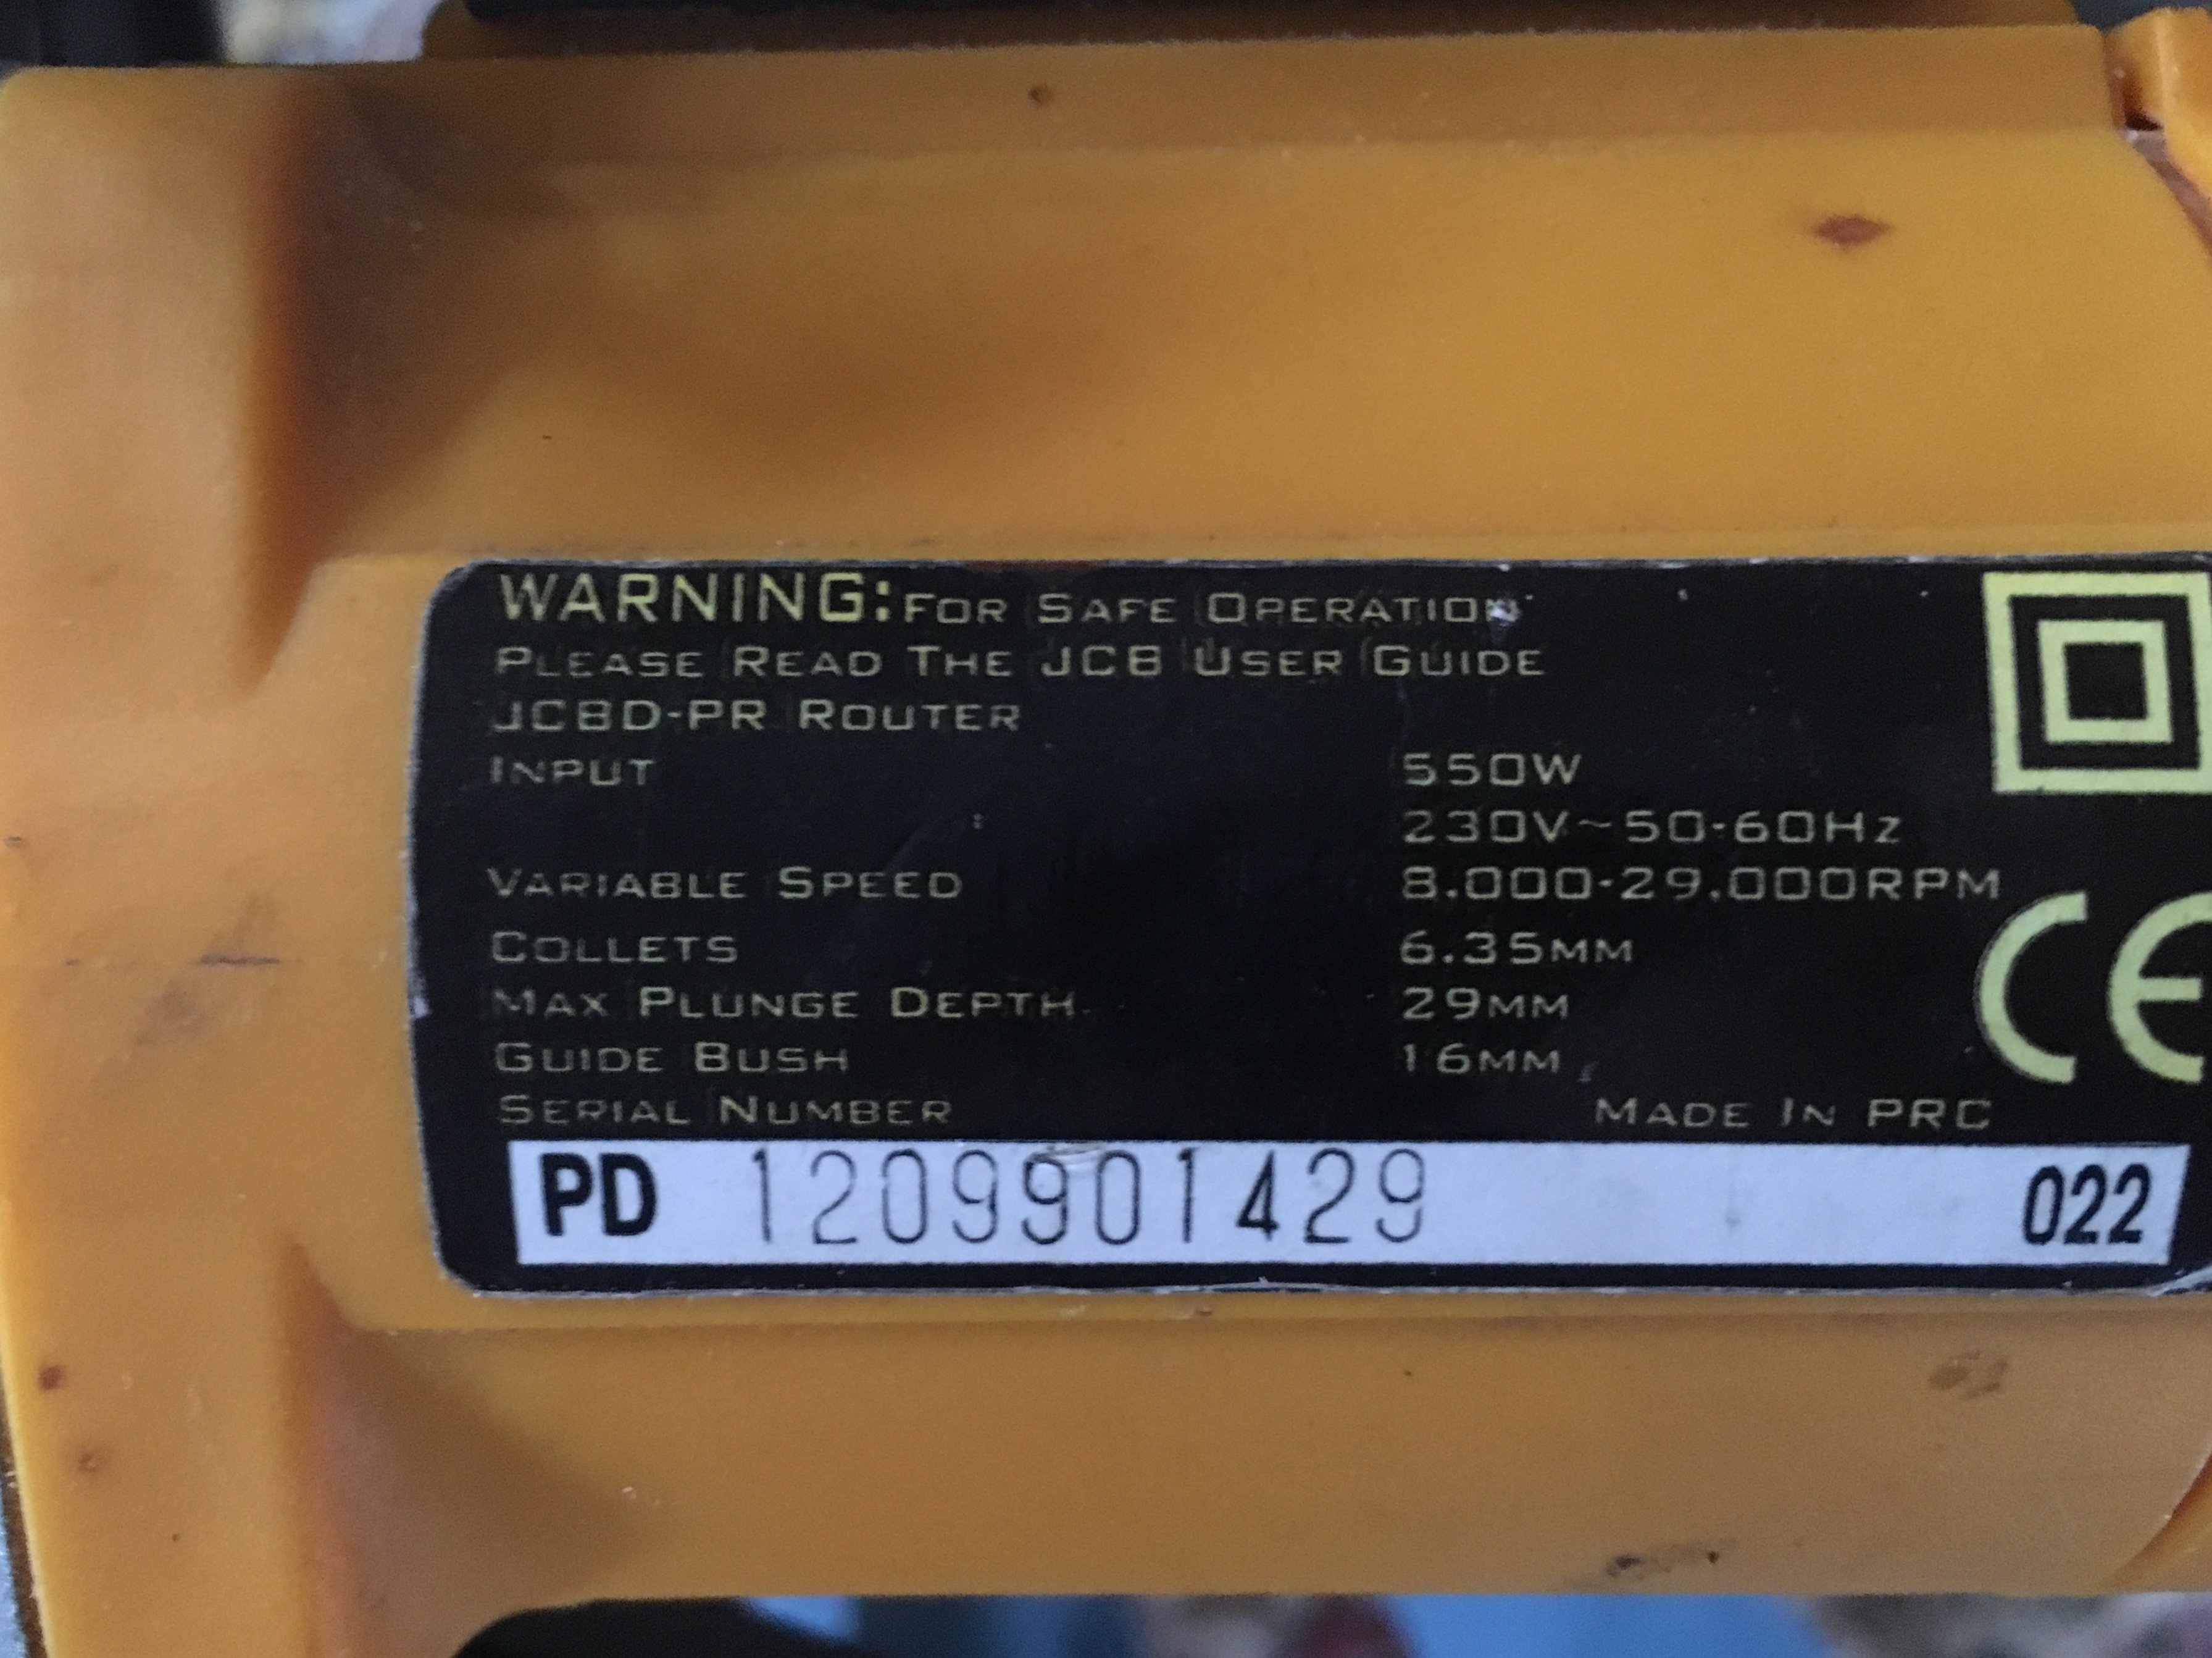 WARNING: FOR SAFE OPERATION
PLEASE READ THE JCB USER GUIDE
JCBD-PR ROUTER
INPUT 550W
230V~50-60HZ
VARIABLE SPEED 8.000-29.000RPM
COLLETS 6.35MM
MAX PLUNGE DEPTH 29MM
GUIDE BUSH 16MM
SERIAL NUMBER MADE IN PRC
PD 1209901429 022
CE